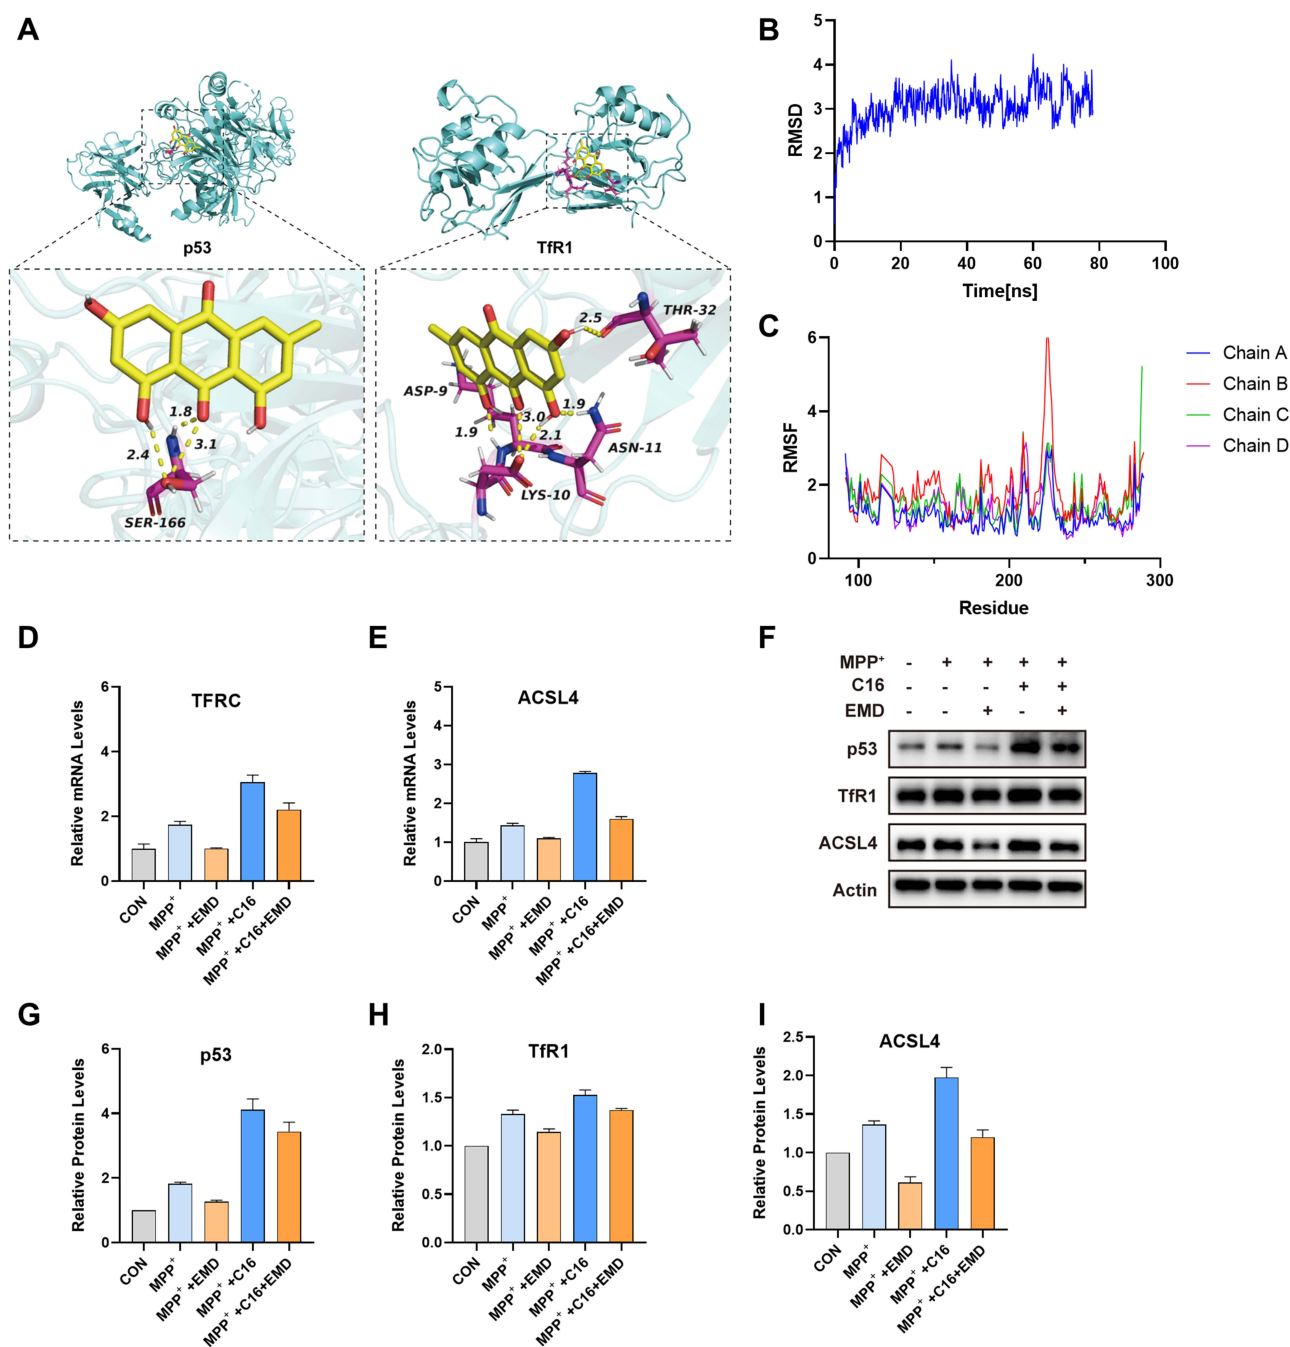 A
p53
TfR1
1.8
3.1
2.4
SER-166
2.5
THR-32
ASP-9
1.9
3.0
1.9
2.1
ASN-11
LYS-10
B
RMSD
5
4
3
2
1
0
0 20 40 60 80 100
Time[ns]
C
RMSF
6
4
2
0
100 200 300
Residue
Chain A
Chain B
Chain C
Chain D
D
TFRC
Relative mRNA Levels
6
4
2
0
CON
MPP⁺
MPP⁺ +EMD
MPP⁺ +C16
MPP⁺ +C16+EMD
E
ACSL4
Relative mRNA Levels
5
4
3
2
1
0
CON
MPP⁺
MPP⁺ +EMD
MPP⁺ +C16
MPP⁺ +C16+EMD
F
MPP⁺ - + + + +
C16 - - - + +
EMD - - + - +
p53
TfR1
ACSL4
Actin
G
p53
Relative Protein Levels
6
4
2
0
CON
MPP⁺
MPP⁺ +EMD
MPP⁺ +C16
MPP⁺ +C16+EMD
H
TfR1
Relative Protein Levels
2.0
1.5
1.0
0.5
0.0
CON
MPP⁺
MPP⁺ +EMD
MPP⁺ +C16
MPP⁺ +C16+EMD
I
ACSL4
Relative Protein Levels
2.5
2.0
1.5
1.0
0.5
0.0
CON
MPP⁺
MPP⁺ +EMD
MPP⁺ +C16
MPP⁺ +C16+EMD